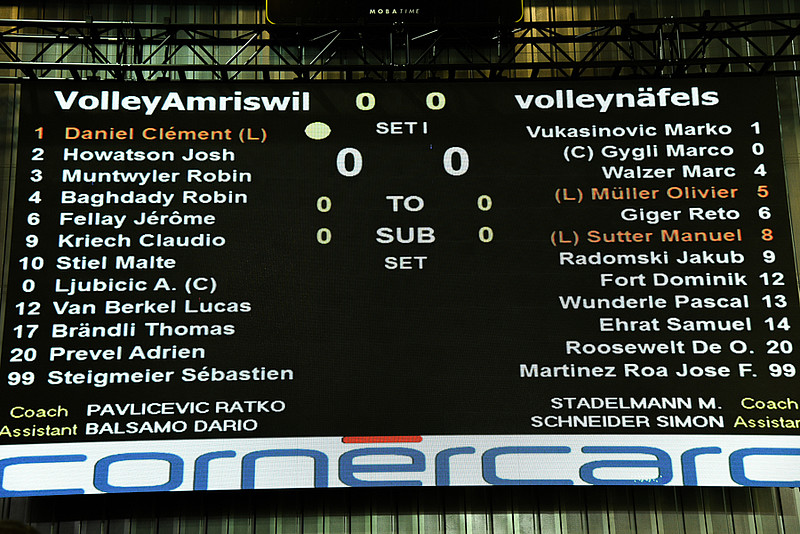 MOBATIME
VolleyAmriswil 0 0 volleynäfels
SET 1
0 0
0 TO 0
0 SUB 0
SET
1 Daniel Clément (L)
2 Howatson Josh
3 Muntwyler Robin
4 Baghdady Robin
6 Fellay Jérôme
9 Kriech Claudio
10 Stiel Malte
0 Ljubicic A. (C)
12 Van Berkel Lucas
17 Brändli Thomas
20 Prevel Adrien
99 Steigmeier Sébastien
Coach PAVLICEVIC RATKO
Assistant BALSAMO DARIO
Vukasinovic Marko 1
(C) Gygli Marco 0
Walzer Marc 4
(L) Müller Olivier 5
Giger Reto 6
(L) Sutter Manuel 8
Radomski Jakub 9
Fort Dominik 12
Wunderle Pascal 13
Ehrat Samuel 14
Roosewelt De O. 20
Martinez Roa Jose F. 99
STADELMANN M. Coach
SCHNEIDER SIMON Assistar
cornercarc